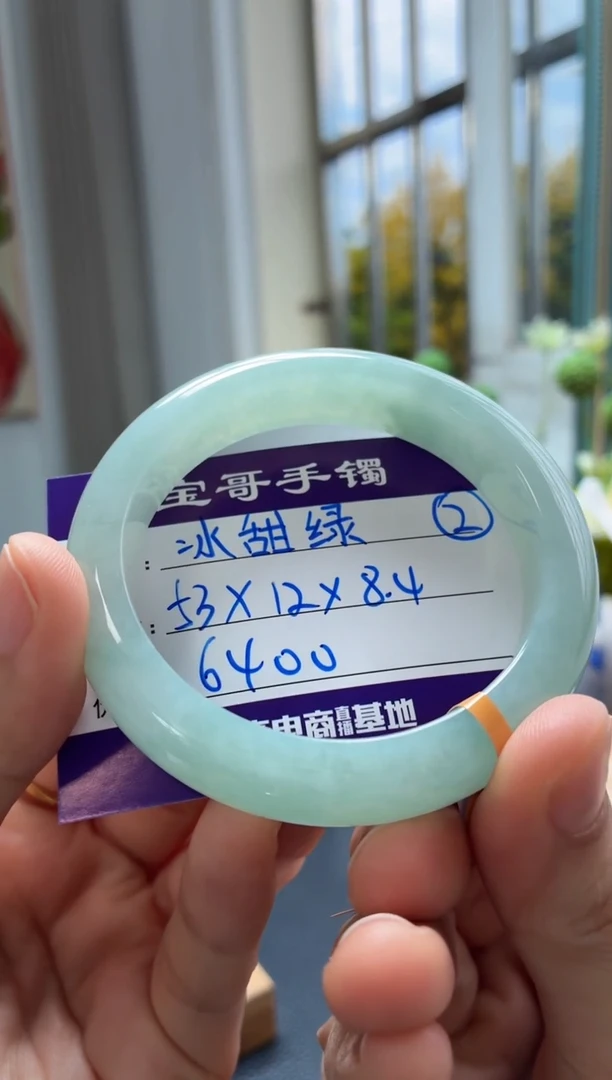 宝哥手镯
: 冰甜绿 ②
: 53×12×8.4
6400
电商直播基地